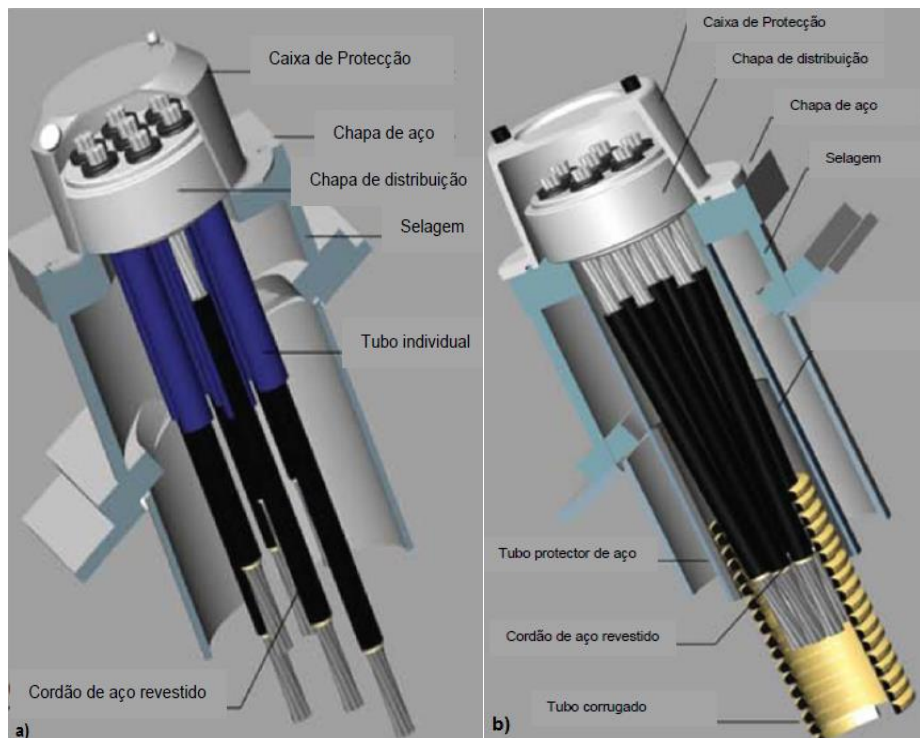 Caixa de Protecção
Chapa de aço
Chapa de distribuição
Selagem
Tubo individual
Cordão de aço revestido
a)
Caixa de Protecção
Chapa de distribuição
Chapa de aço
Selagem
Tubo protector de aço
Cordão de aço revestido
Tubo corrugado
b)